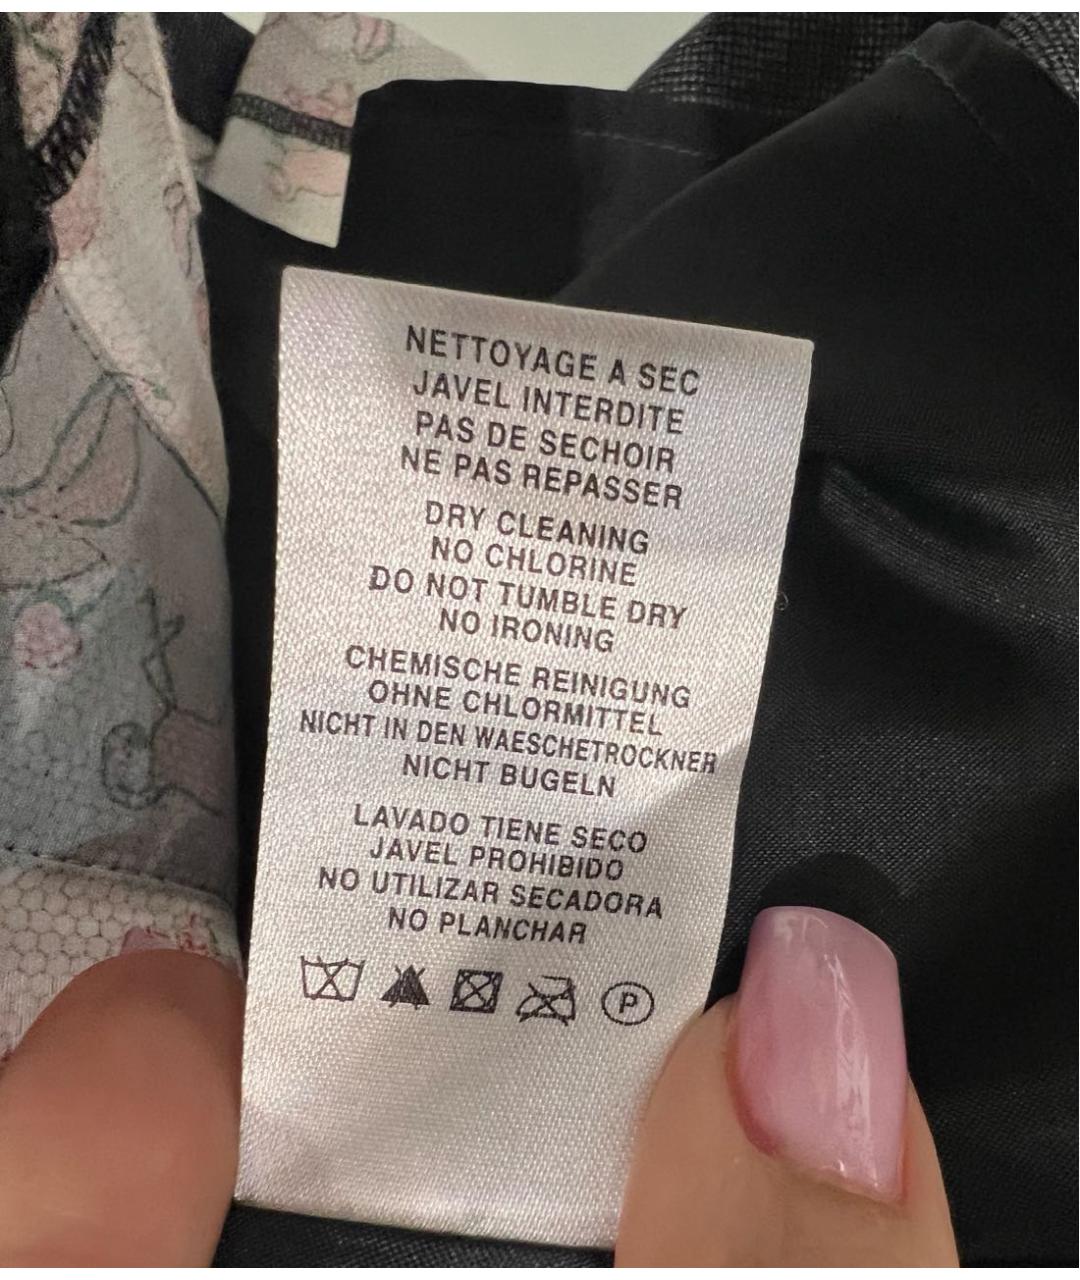 NETTOYAGE A SEC
JAVEL INTERDITE
PAS DE SECHOIR
NE PAS REPASSER
DRY CLEANING
NO CHLORINE
DO NOT TUMBLE DRY
NO IRONING
CHEMISCHE REINIGUNG
OHNE CHLORMITTEL
NICHT IN DEN WAESCHETROCKNER
NICHT BUGELN
LAVADO TIENE SECO
JAVEL PROHIBIDO
NO UTILIZAR SECADORA
NO PLANCHAR
P